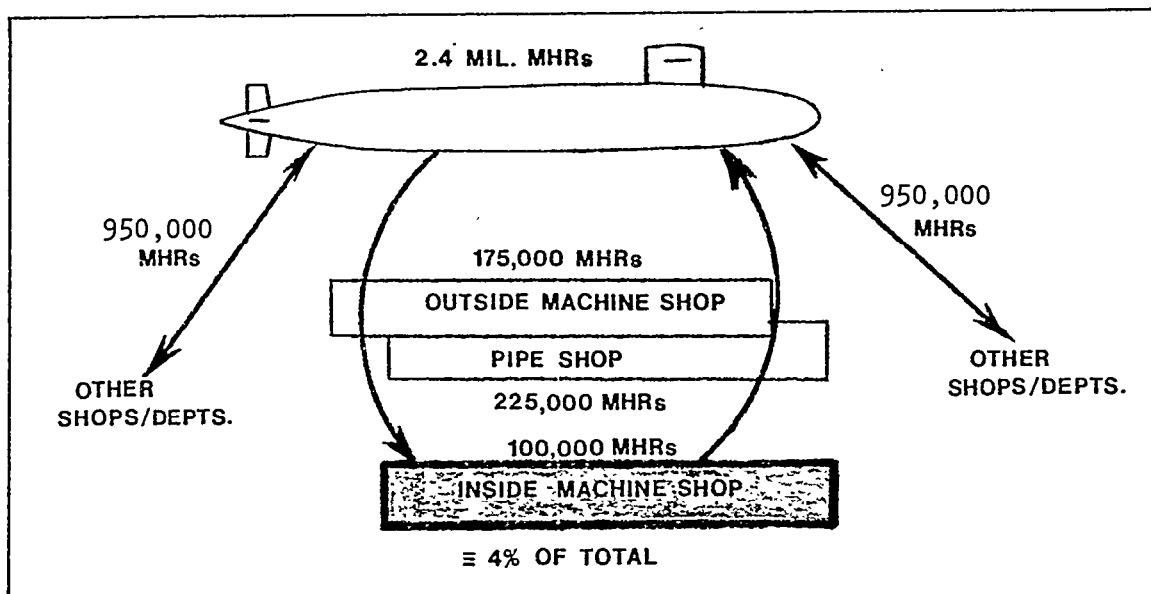 2.4 MIL. MHRs
950,000
MHRs
950,000
MHRs
175,000 MHRs
OUTSIDE MACHINE SHOP
PIPE SHOP
225,000 MHRs
OTHER
SHOPS/DEPTS.
OTHER
SHOPS/DEPTS.
100,000 MHRs
INSIDE MACHINE SHOP
≡ 4% OF TOTAL